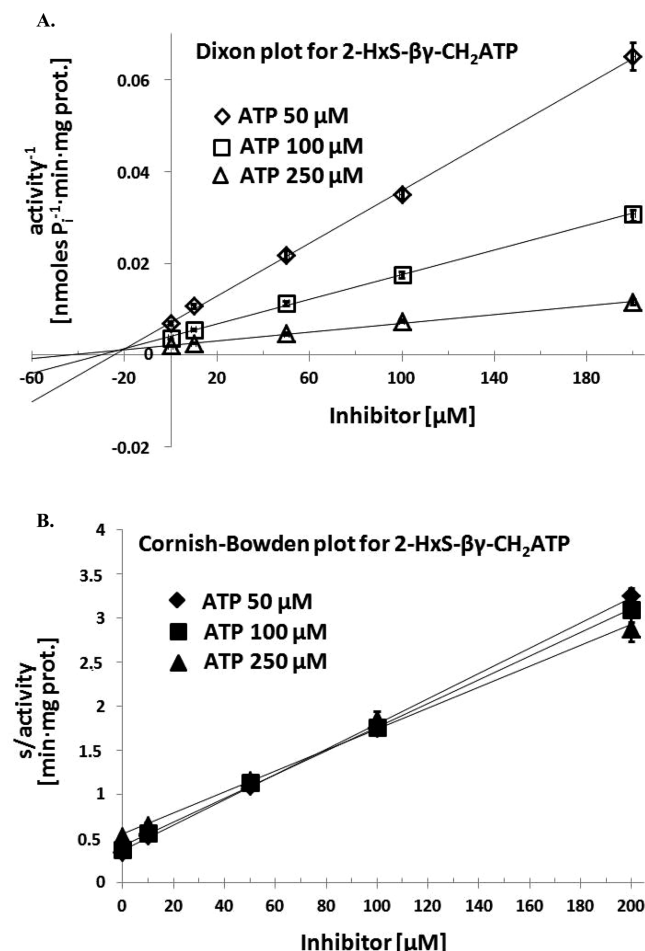 A.
Dixon plot for 2-HxS-βγ-CH₂ATP
ATP 50 µM
ATP 100 µM
ATP 250 µM
activity⁻¹
[nmoles Pᵢ⁻¹·min·mg prot.]
0.06
0.04
0.02
0
-0.02
-60 -20 20 60 100 140 180
Inhibitor [µM]
B.
Cornish-Bowden plot for 2-HxS-βγ-CH₂ATP
ATP 50 µM
ATP 100 µM
ATP 250 µM
s/activity
[min·mg prot.]
4
3.5
3
2.5
2
1.5
1
0.5
0
0 20 40 60 80 100 120 140 160 180 200
Inhibitor [µM]